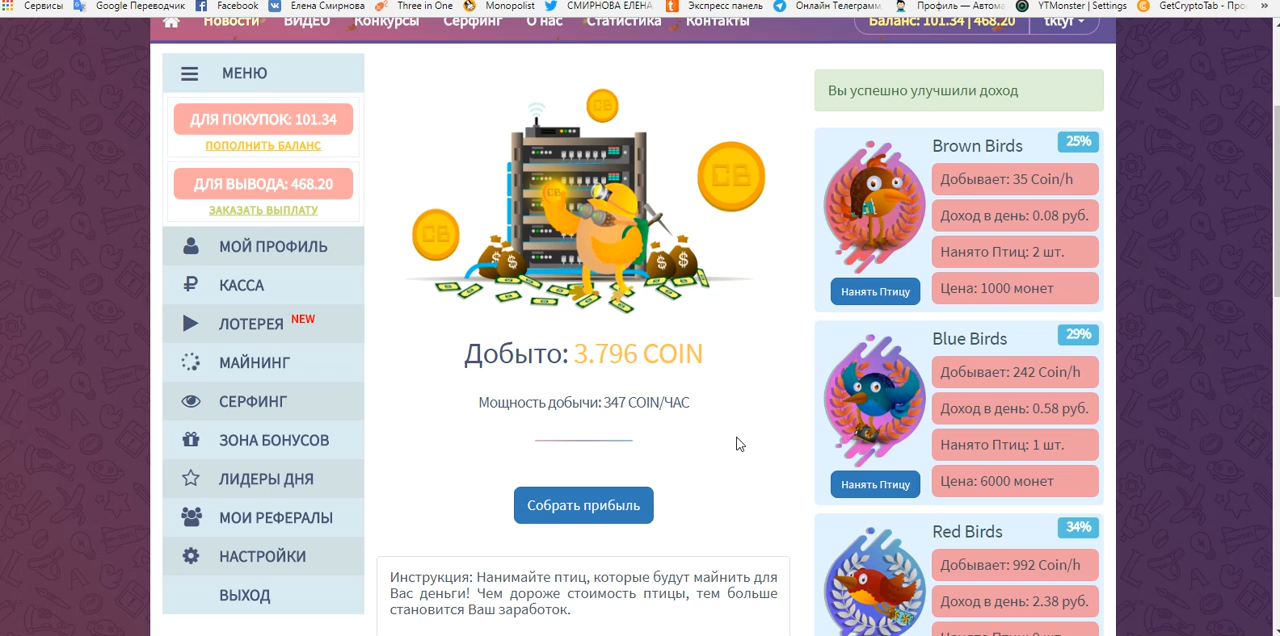 Сервисы Google Переводчик Facebook Елена Смирнова Three in One Monopolist СМИРНОВА ЕЛЕНА Экспресс панель Онлайн Телеграмм Профиль — Автома YTMonster | Settings GetCryptoTab - Про »
Новости ВИДЕО Конкурсы Серфинг О нас Статистика Контакты Баланс: 101.34 | 468.20 tktyf
МЕНЮ
ДЛЯ ПОКУПОК: 101.34
ПОПОЛНИТЬ БАЛАНС
ДЛЯ ВЫВОДА: 468.20
ЗАКАЗАТЬ ВЫПЛАТУ
МОЙ ПРОФИЛЬ
КАССА
ЛОТЕРЕЯ NEW
МАЙНИНГ
СЕРФИНГ
ЗОНА БОНУСОВ
ЛИДЕРЫ ДНЯ
МОИ РЕФЕРАЛЫ
НАСТРОЙКИ
ВЫХОД
CB
CB
CB
CB
$ $ $ $
Добыто: 3.796 COIN
Мощность добычи: 347 COIN/ЧАС
Собрать прибыль
Инструкция: Нанимайте птиц, которые будут майнить для
Вас деньги! Чем дороже стоимость птицы, тем больше
становится Ваш заработок.
Вы успешно улучшили доход
Brown Birds 25%
Добывает: 35 Coin/h
Доход в день: 0.08 руб.
Нанято Птиц: 2 шт.
Цена: 1000 монет
Нанять Птицу
Blue Birds 29%
Добывает: 242 Coin/h
Доход в день: 0.58 руб.
Нанято Птиц: 1 шт.
Цена: 6000 монет
Нанять Птицу
Red Birds 34%
Добывает: 992 Coin/h
Доход в день: 2.38 руб.
Нанято Птиц: 0 шт.